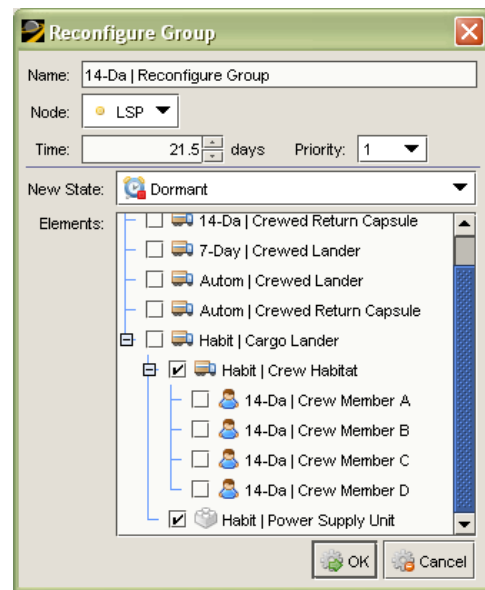 Reconfigure Group
Name: 14-Da | Reconfigure Group
Node: LSP
Time: 21.5 days Priority: 1
New State: Dormant
Elements: 14-Da | Crewed Return Capsule
7-Day | Crewed Lander
Autom | Crewed Lander
Autom | Crewed Return Capsule
Habit | Cargo Lander
Habit | Crew Habitat
14-Da | Crew Member A
14-Da | Crew Member B
14-Da | Crew Member C
14-Da | Crew Member D
Habit | Power Supply Unit
OK Cancel